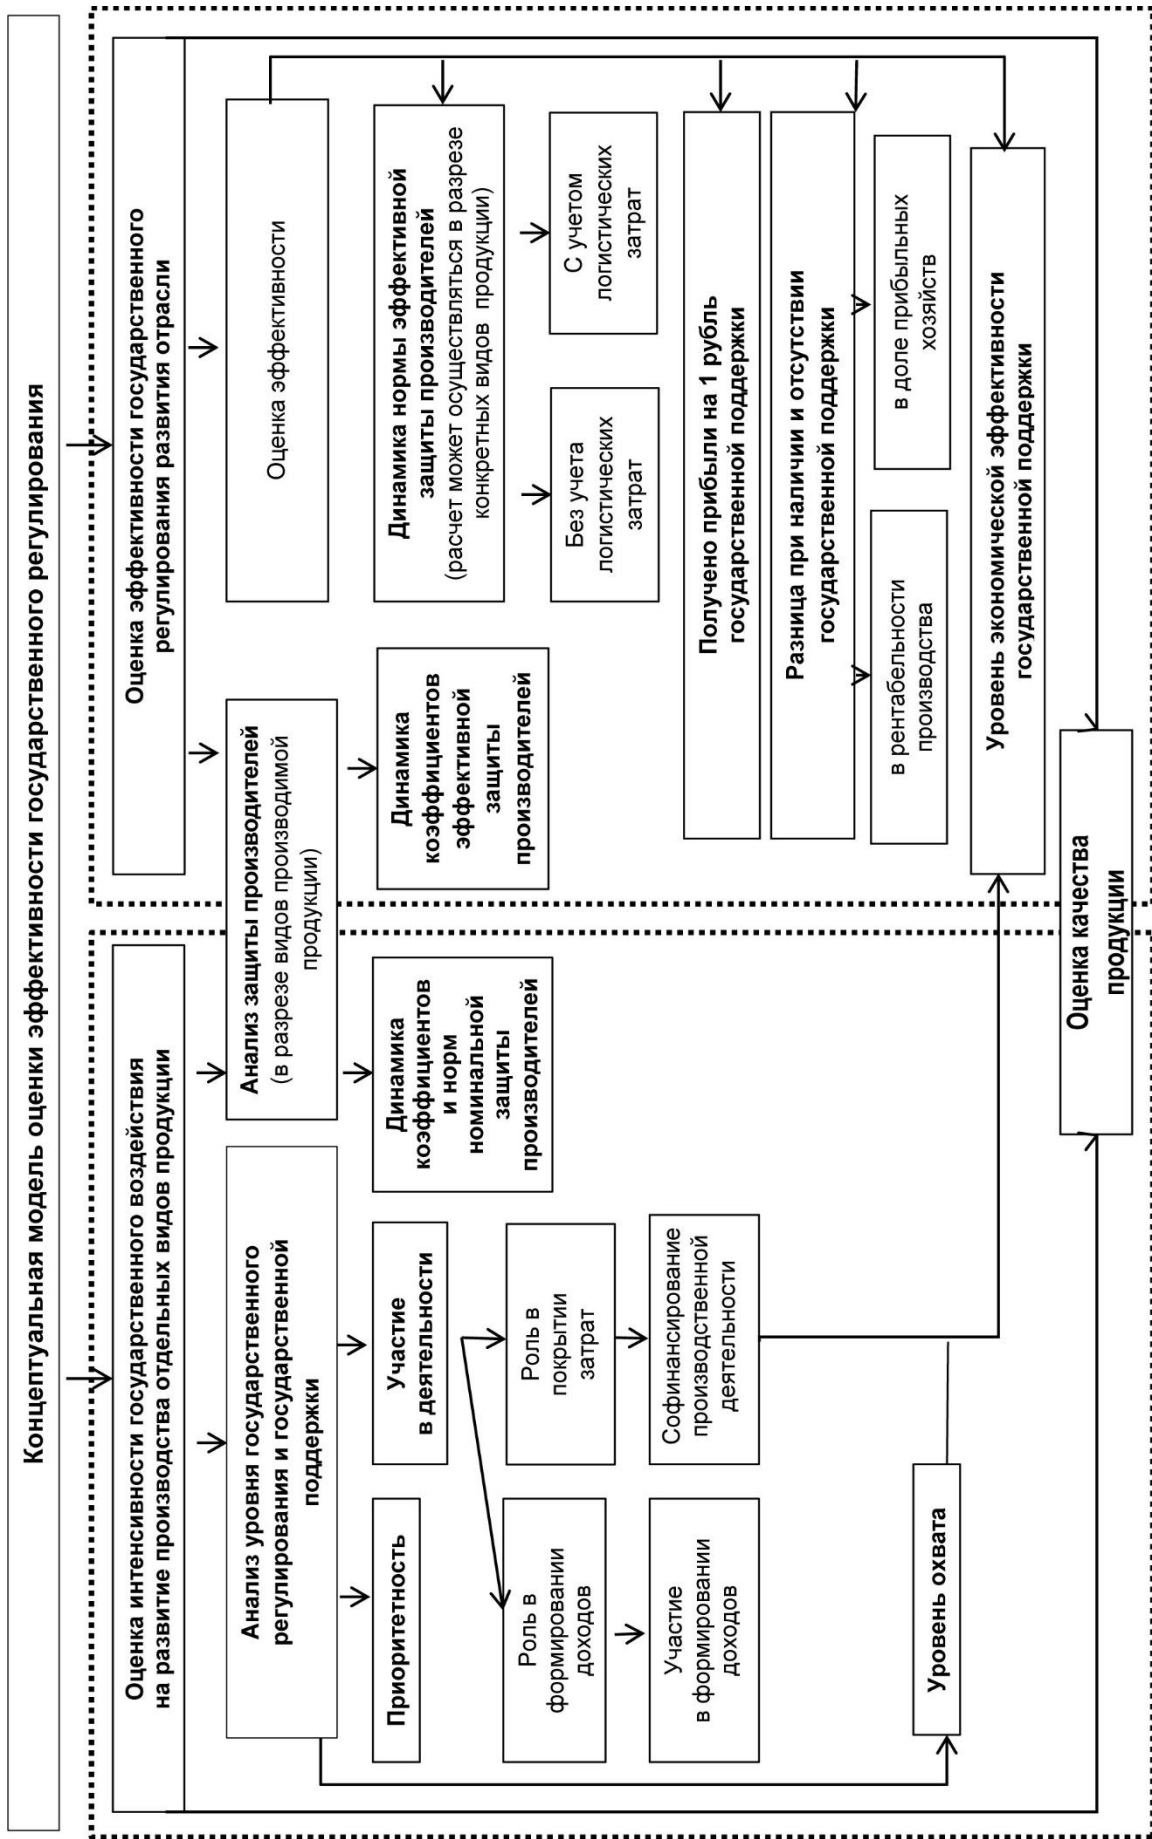 Концептуальная модель оценки эффективности государственного регулирования
Оценка интенсивности государственного воздействия
на развитие производства отдельных видов продукции
Оценка эффективности государственного
регулирования развития отрасли
Анализ уровня государственного
регулирования и государственной
поддержки
Анализ защиты производителей
(в разрезе видов производимой
продукции)
Оценка эффективности
Приоритетность
Участие
в деятельности
Динамика
коэффициентов
и норм
номинальной
защиты
производителей
Динамика
коэффициентов
эффективной
защиты
производителей
Динамика нормы эффективной
защиты производителей
(расчет может осуществляться в разрезе
конкретных видов продукции)
Роль в
формировании
доходов
Роль в
покрытии
затрат
Без учета
логистических
затрат
С учетом
логистических
затрат
Участие
в формировании
доходов
Софинансирование
производственной
деятельности
Получено прибыли на 1 рубль
государственной поддержки
Разница при наличии и отсутствии
государственной поддержки
в рентабельности
производства
в доле прибыльных
хозяйств
Уровень охвата
Уровень экономической эффективности
государственной поддержки
Оценка качества
продукции